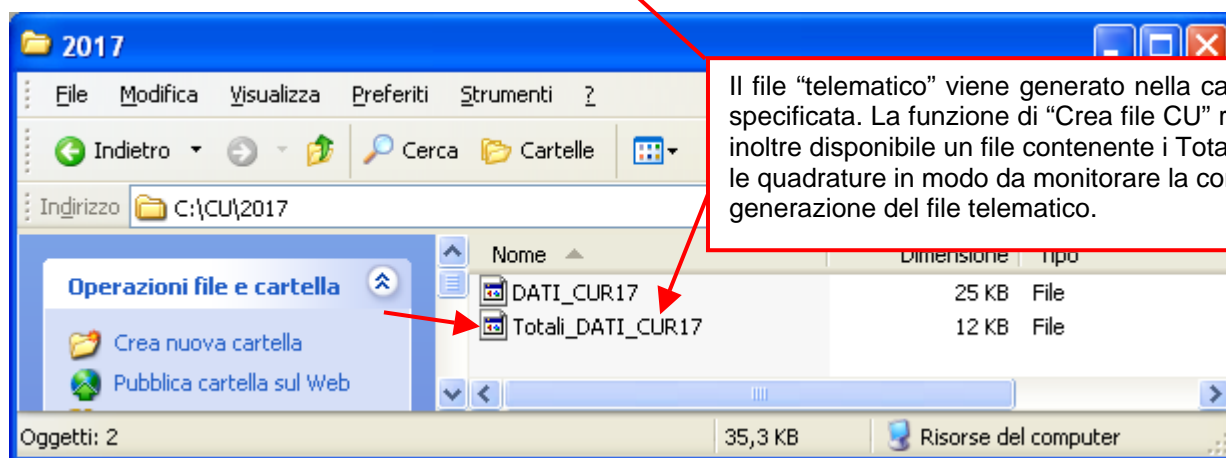 2017
File Modifica Visualizza Preferiti Strumenti ?
Il file “telematico” viene generato nella
specificata. La funzione di “Crea file CU”
inoltre disponibile un file contenente i
le quadrature in modo da monitorare la
generazione del file telematico.
Indietro Cerca Cartelle
Indirizzo C:\CU\2017
Nome Dimensione Tipo
Operazioni file e cartella
DATI_CUR17 25 KB File
Totali_DATI_CUR17 12 KB File
Crea nuova cartella
Pubblica cartella sul Web
Oggetti: 2 35,3 KB Risorse del computer